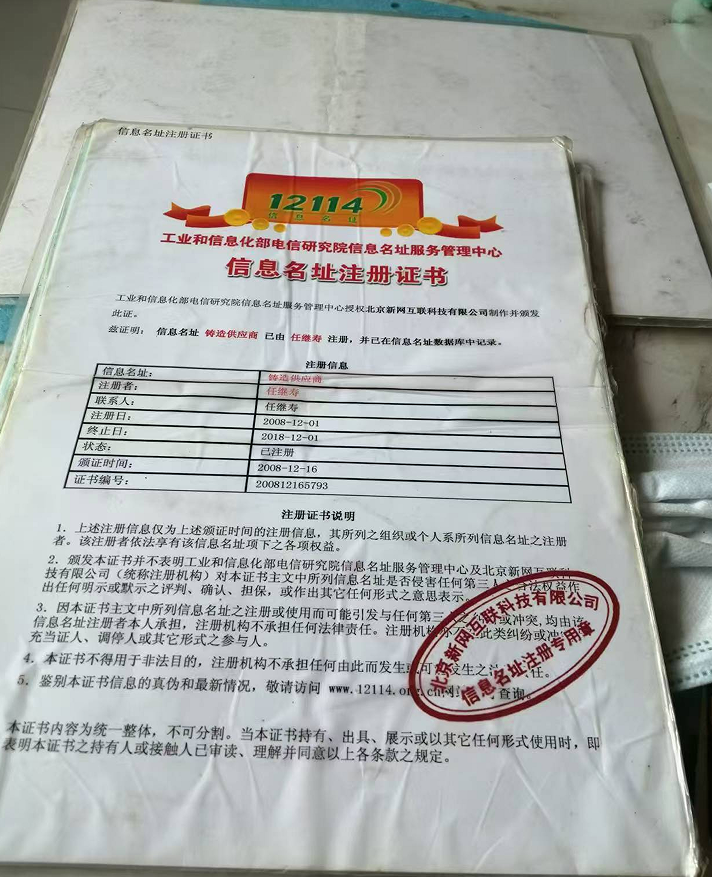 信息名址注册证书
12114
信息名址
工业和信息化部电信研究院信息名址服务管理中心
信息名址注册证书
工业和信息化部电信研究院信息名址服务管理中心授权北京新网互联科技有限公司制作并颁发
此证。
兹证明： 信息名址 铸造供应商 已由 任继寿 注册，并已在信息名址数据库中记录。
注册信息
信息名址： 铸造供应商
注册者： 任继寿
联系人： 任继寿
注册日： 2008-12-01
终止日： 2018-12-01
状态： 已注册
颁证时间： 2008-12-16
证书编号： 200812165793
注册证书说明
1. 上述注册信息仅为上述颁证时间的注册信息，其所列之组织或个人系所列信息名址之注册
者。该注册者依法享有该信息名址项下之各项权益。
2. 颁发本证书并不表明工业和信息化部电信研究院信息名址服务管理中心及北京新网互联科
技有限公司（统称注册机构）对本证书主文中所列信息名址是否侵害任何第三人 法权益作
出任何明示或默示之评判、确认、担保，或作出其它任何形式之意思表示。
3. 因本证书主文中所列信息名址之注册或使用而可能引发与任何第三 或冲突，均由该
信息名址注册者本人承担，注册机构不承担任何法律责任。注册机构亦不 此类纠纷或冲
充当证人、调停人或其它形式之参与人。
4. 本证书不得用于非法目的，注册机构不承担任何由此而发生或可 发生之 任。
5. 鉴别本证书信息的真伪和最新情况，敬请访问 www.12114.org.cn 查询。
北京新网互联科技有限公司
信息名址注册专用章
本证书内容为统一整体，不可分割。当本证书持有、出具、展示或以其它任何形式使用时，即
表明本证书之持有人或接触人已审读、理解并同意以上各条款之规定。